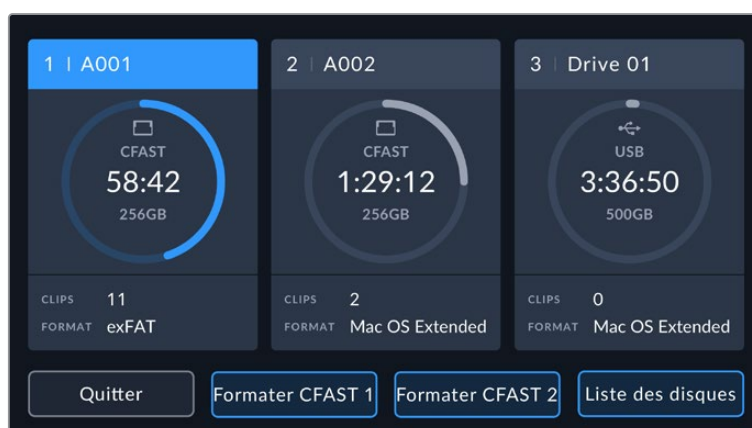 1 | A001
CFAST
58:42
256GB
CLIPS 11
FORMAT exFAT
2 | A002
CFAST
1:29:12
256GB
CLIPS 2
FORMAT Mac OS Extended
3 | Drive 01
USB
3:36:50
500GB
CLIPS 0
FORMAT Mac OS Extended
Quitter
Formater CFAST 1
Formater CFAST 2
Liste des disques